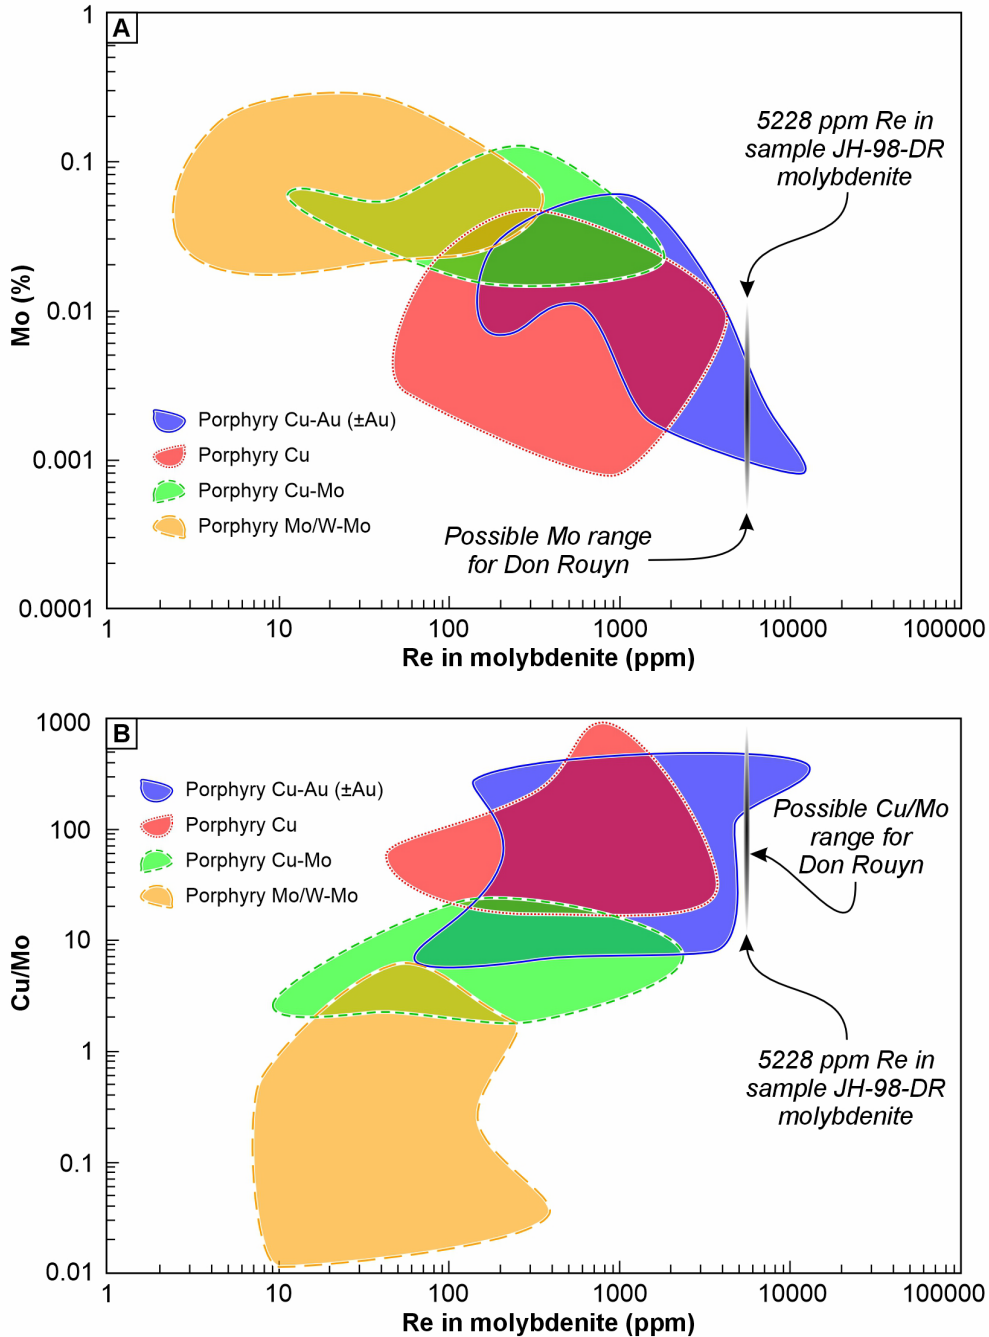 A
1
0.1
0.01
0.001
0.0001
Mo (%)
5228 ppm Re in
sample JH-98-DR
molybdenite
Porphyry Cu-Au (±Au)
Porphyry Cu
Porphyry Cu-Mo
Porphyry Mo/W-Mo
Possible Mo range
for Don Rouyn
1 10 100 1000 10000 100000
Re in molybdenite (ppm)
B
1000
100
10
1
0.1
0.01
Cu/Mo
Porphyry Cu-Au (±Au)
Porphyry Cu
Porphyry Cu-Mo
Porphyry Mo/W-Mo
Possible Cu/Mo
range for
Don Rouyn
5228 ppm Re in
sample JH-98-DR
molybdenite
1 10 100 1000 10000 100000
Re in molybdenite (ppm)